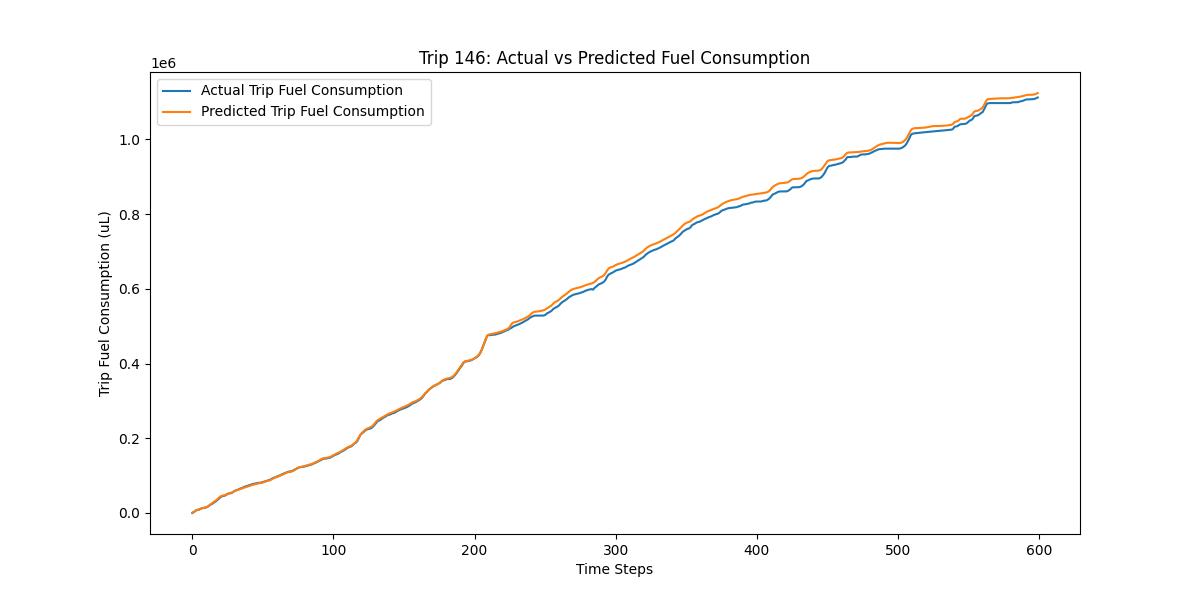 Trip 146: Actual vs Predicted Fuel Consumption
1e6
Actual Trip Fuel Consumption
Predicted Trip Fuel Consumption
Trip Fuel Consumption (uL)
1.0
0.8
0.6
0.4
0.2
0.0
0 100 200 300 400 500 600
Time Steps